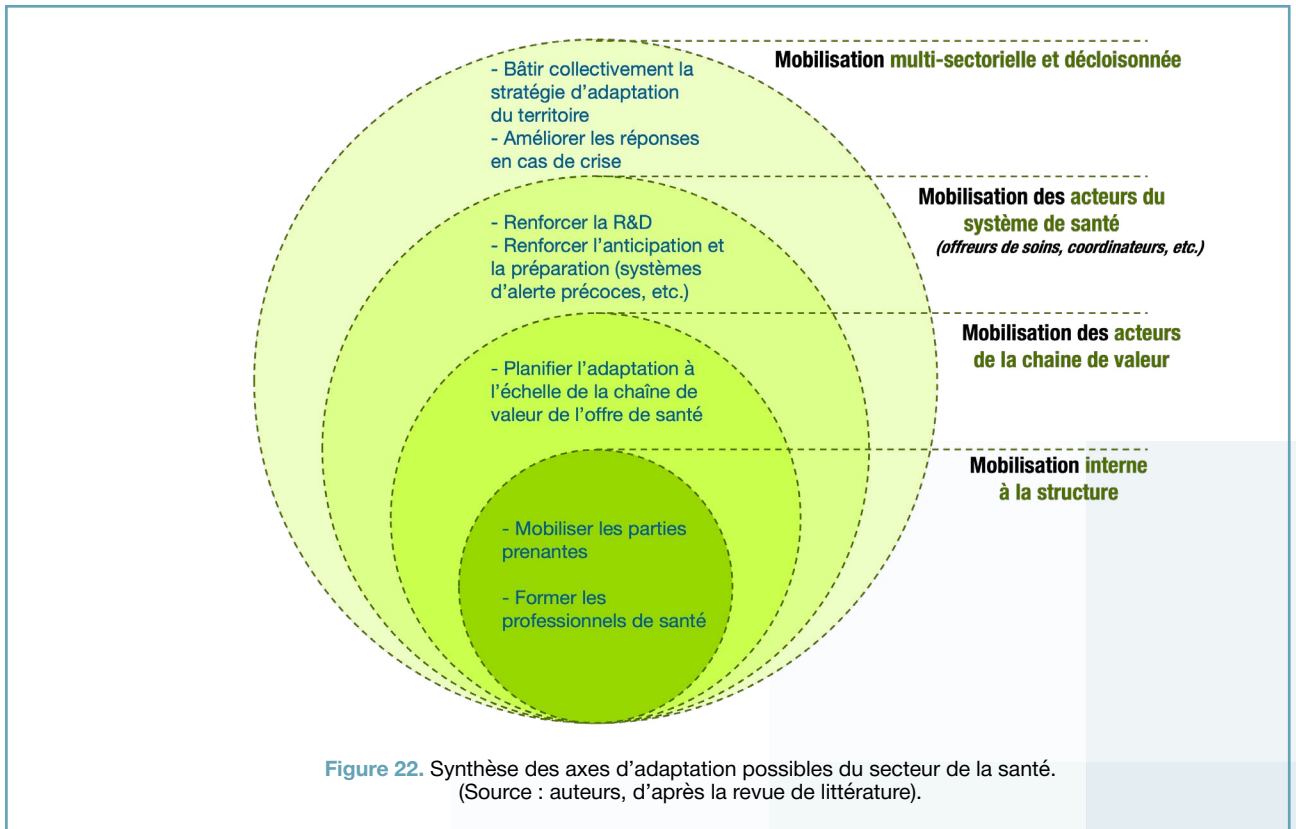 - Bâtir collectivement la
stratégie d'adaptation
du territoire
- Améliorer les réponses
en cas de crise
Mobilisation multi-sectorielle et décloisonnée
- Renforcer la R&D
- Renforcer l'anticipation et
la préparation (systèmes
d'alerte précoces, etc.)
Mobilisation des acteurs du
système de santé
(offreurs de soins, coordinateurs, etc.)
- Planifier l'adaptation à
l'échelle de la chaîne de
valeur de l'offre de santé
Mobilisation des acteurs
de la chaine de valeur
- Mobiliser les parties
prenantes
- Former les
professionnels de santé
Mobilisation interne
à la structure
Figure 22. Synthèse des axes d'adaptation possibles du secteur de la santé.
(Source : auteurs, d'après la revue de littérature).